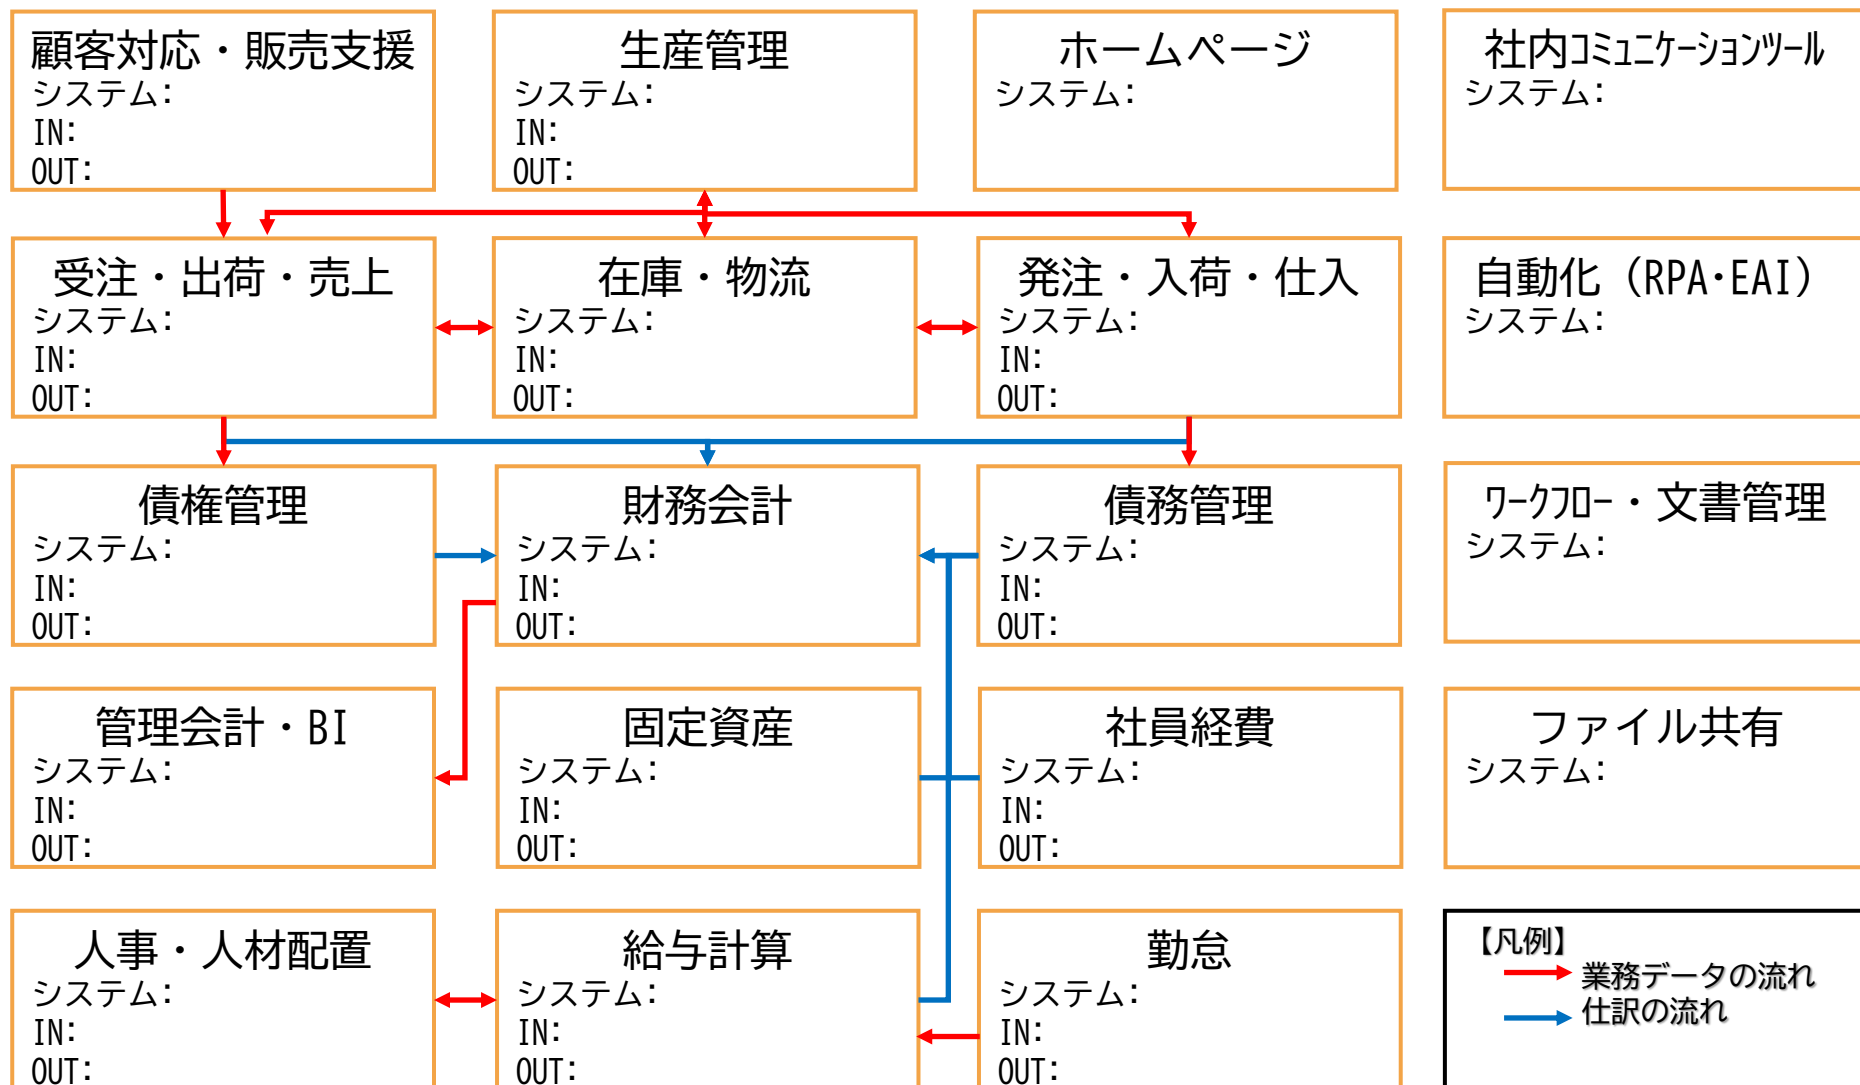 顧客対応・販売支援
システム：
IN：
OUT：
生産管理
システム：
IN：
OUT：
ホームページ
システム：
社内ｺﾐｭﾆｹｰｼｮﾝﾂｰﾙ
システム：
受注・出荷・売上
システム：
IN：
OUT：
在庫・物流
システム：
IN：
OUT：
発注・入荷・仕入
システム：
IN：
OUT：
自動化（RPA･EAI）
システム：
債権管理
システム：
IN：
OUT：
財務会計
システム：
IN：
OUT：
債務管理
システム：
IN：
OUT：
ﾜｰｸﾌﾛｰ・文書管理
システム：
管理会計・BI
システム：
IN：
OUT：
固定資産
システム：
IN：
OUT：
社員経費
システム：
IN：
OUT：
ファイル共有
システム：
人事・人材配置
システム：
IN：
OUT：
給与計算
システム：
IN：
OUT：
勤怠
システム：
IN：
OUT：
【凡例】
業務データの流れ
仕訳の流れ